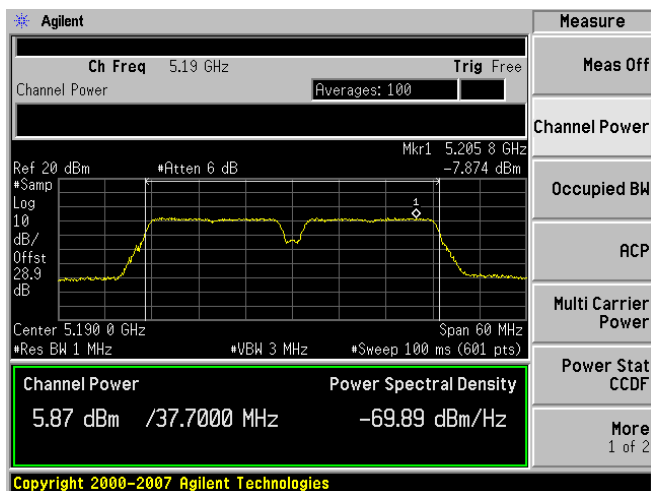 Agilent
Measure
Ch Freq 5.19 GHz Trig Free
Channel Power Averages: 100
Mkr1 5.205 8 GHz
Ref 20 dBm #Atten 6 dB -7.874 dBm
#Samp
Log
10
dB/
Offst
28.9
dB
1
Center 5.190 0 GHz Span 60 MHz
#Res BW 1 MHz #VBW 3 MHz #Sweep 100 ms (601 pts)
Channel Power Power Spectral Density
5.87 dBm /37.7000 MHz -69.89 dBm/Hz
Copyright 2000-2007 Agilent Technologies
Meas Off
Channel Power
Occupied BW
ACP
Multi Carrier
Power
Power Stat
CCDF
More
1 of 2